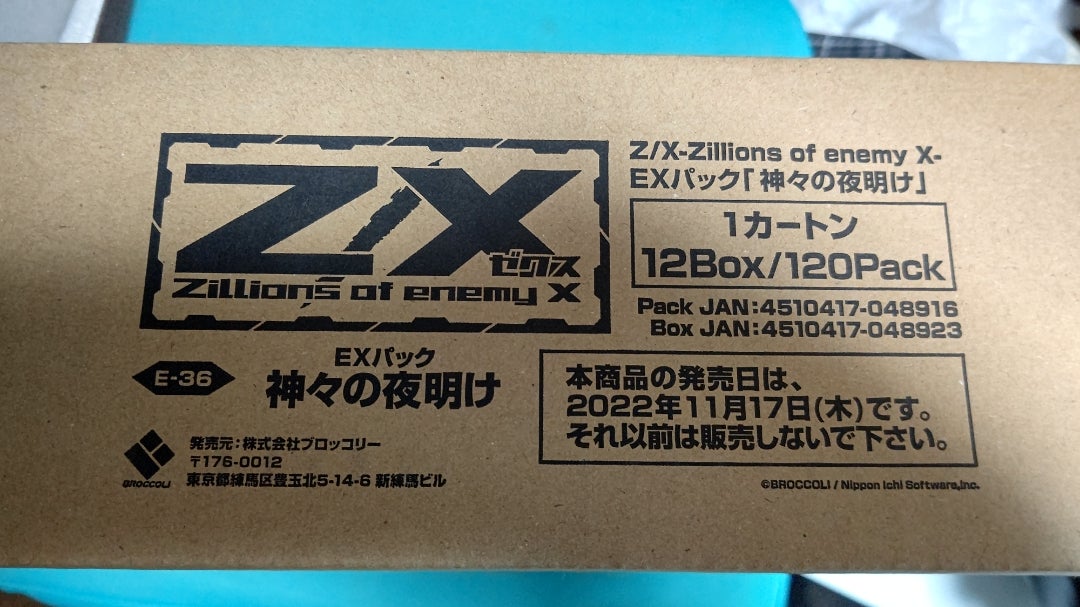 Z/X
ゼクス
Zillions of enemy X
Z/X-Zillions of enemy X-
EXパック「神々の夜明け」
1カートン
12Box/120Pack
Pack JAN:4510417-048916
Box JAN:4510417-048923
E-36
EXパック
神々の夜明け
本商品の発売日は、
2022年11月17日(木)です。
それ以前は販売しないで下さい。
BROCCOLI
発売元:株式会社ブロッコリー
〒176-0012
東京都練馬区豊玉北5-14-6 新練馬ビル
©BROCCOLI / Nippon Ichi Software,Inc.